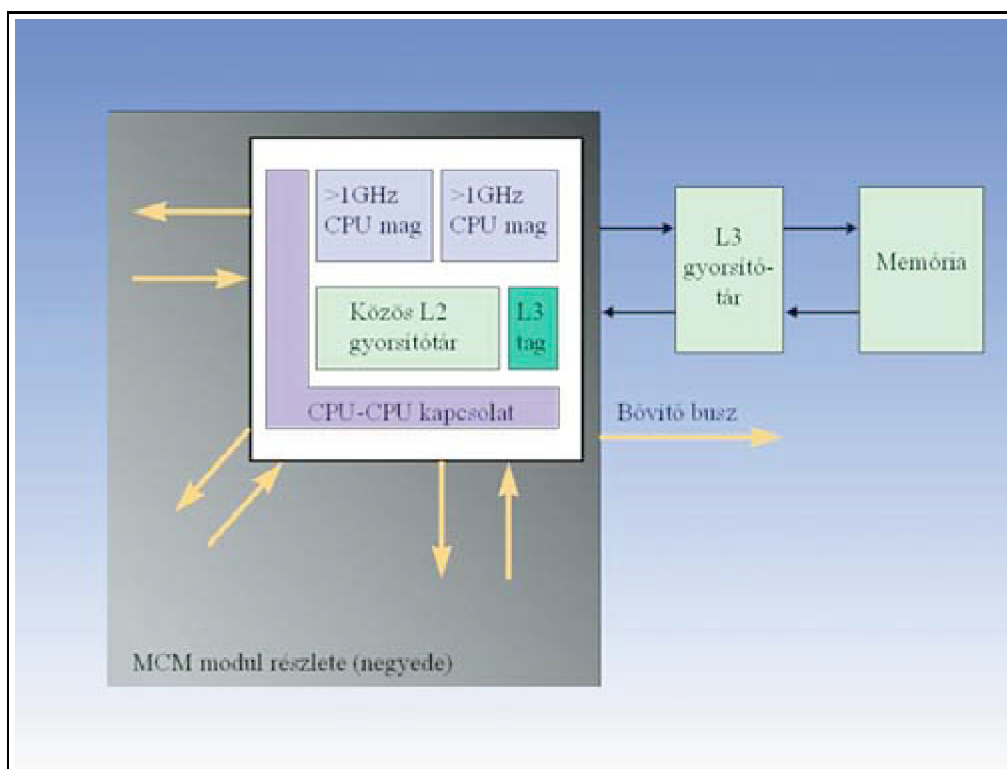 >1GHz
CPU mag
>1GHz
CPU mag
Közös L2
gyorsítótár
L3
tag
CPU-CPU kapcsolat
L3
gyorsító-
tár
Memória
Bóvító busz
MCM modul részlete (negyede)